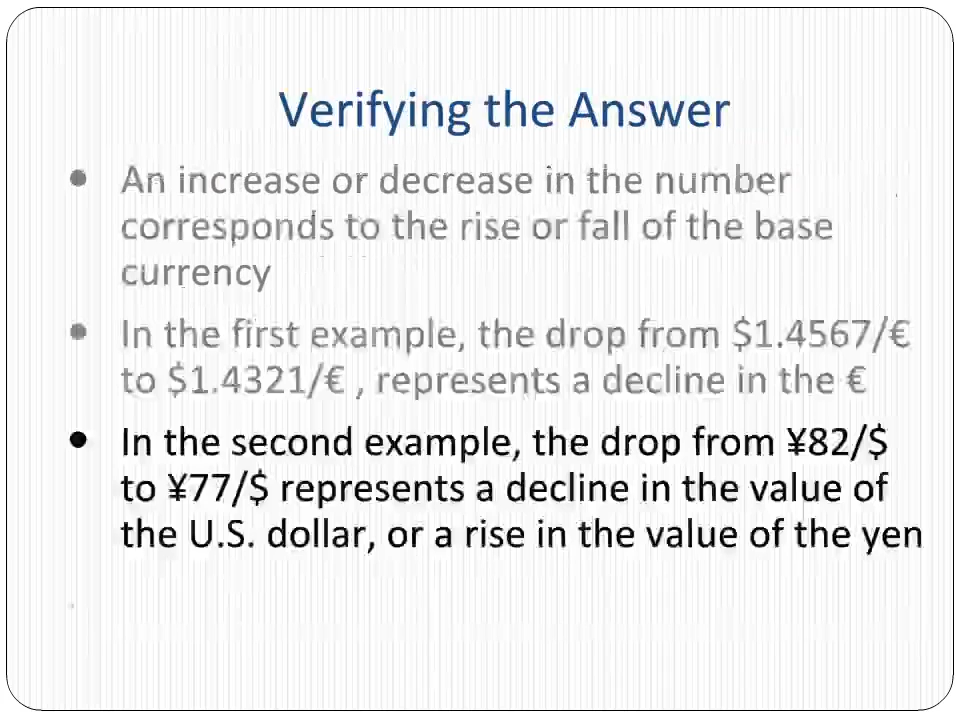 Verifying the Answer
• An increase or decrease in the number
corresponds to the rise or fall of the base
currency
• In the first example, the drop from $1.4567/€
to $1.4321/€ , represents a decline in the €
• In the second example, the drop from ¥82/$
to ¥77/$ represents a decline in the value of
the U.S. dollar, or a rise in the value of the yen